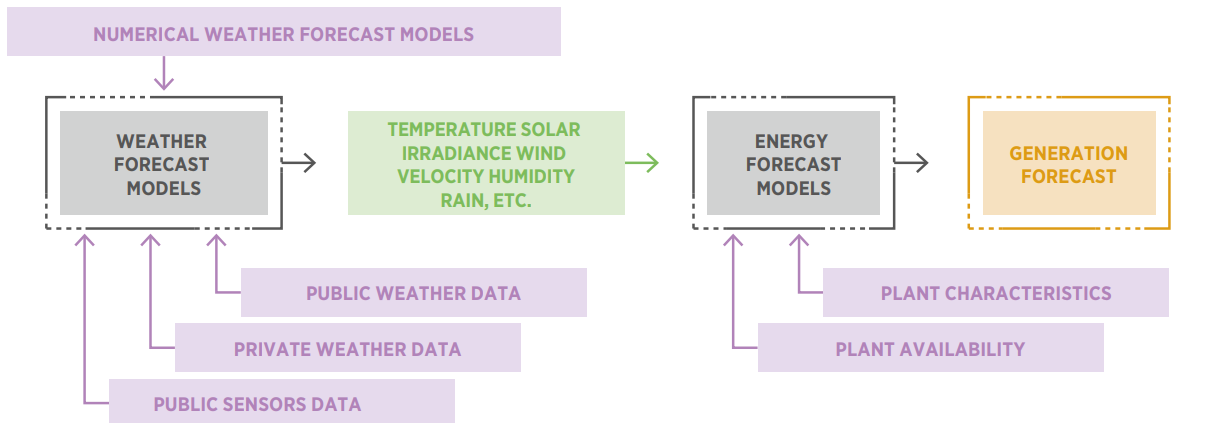 NUMERICAL WEATHER FORECAST MODELS
WEATHER
FORECAST
MODELS
TEMPERATURE SOLAR
IRRADIANCE WIND
VELOCITY HUMIDITY
RAIN, ETC.
ENERGY
FORECAST
MODELS
GENERATION
FORECAST
PUBLIC WEATHER DATA
PRIVATE WEATHER DATA
PUBLIC SENSORS DATA
PLANT CHARACTERISTICS
PLANT AVAILABILITY